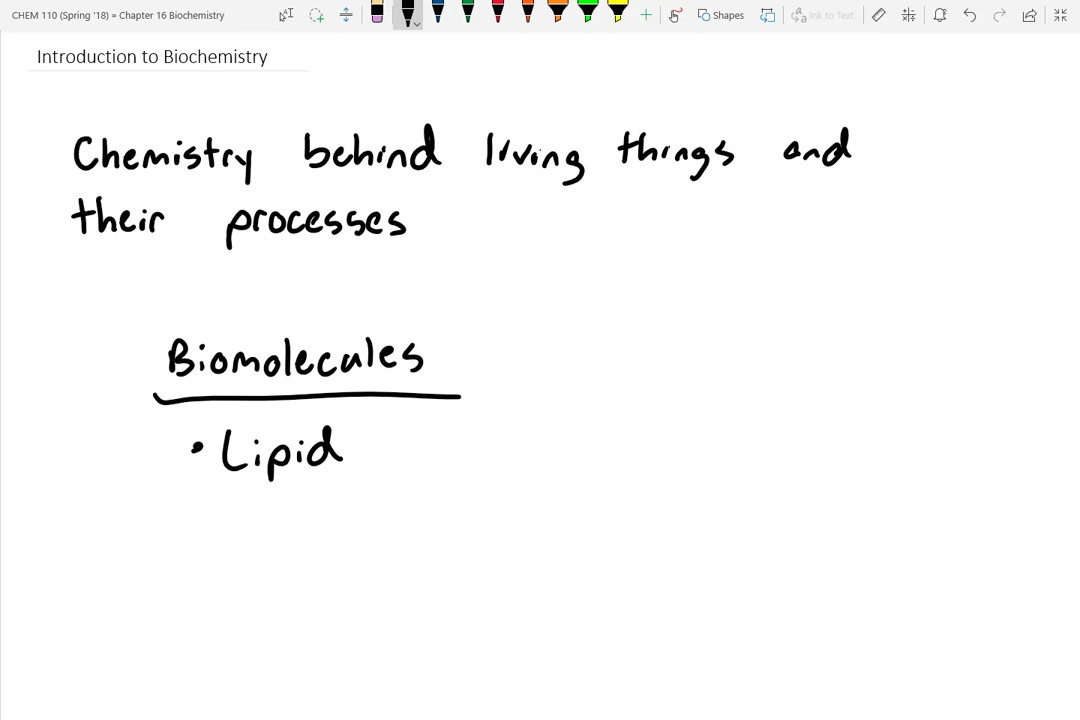 CHEM 110 (Spring '18) » Chapter 16 Biochemistry
Shapes
Ink to Text
Introduction to Biochemistry
Chemistry behind living things and
their processes
Biomolecules
• Lipid